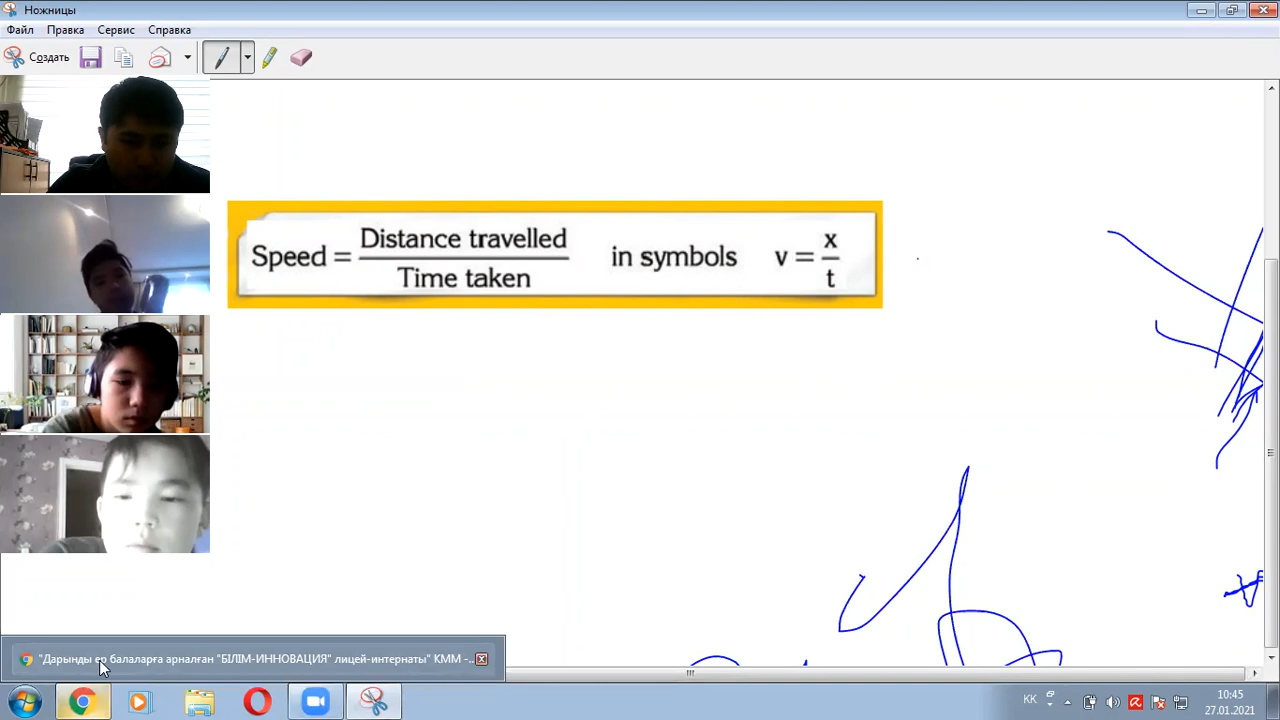 Ножницы
Файл Правка Сервис Справка
Создать
Speed = Distance travelled / Time taken in symbols v = x / t
"Дарынды ер балаларға арналған "БІЛІМ-ИННОВАЦИЯ" лицей-интернаты" КММ -...
KK
10:45
27.01.2021